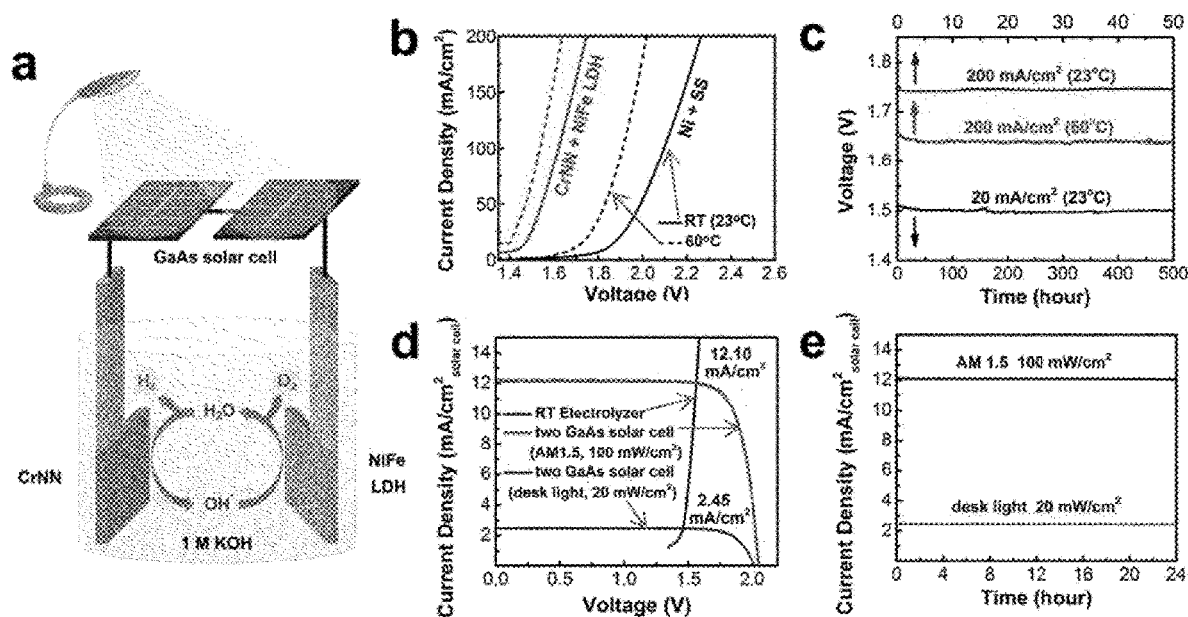 a
GaAs solar cell
H₂
O₂
H₂O
OH⁻
CrNN
NiFe
LDH
1 M KOH
b
Current Density (mA/cm²)
200
150
100
50
0
CrNN + NiFe LDH
Ni + SS
RT (23°C)
60°C
1.4 1.6 1.8 2.0 2.2 2.4 2.6
Voltage (V)
c
0 10 20 30 40 50
Voltage (V)
1.8
1.7
1.6
1.5
1.4
200 mA/cm² (23°C)
200 mA/cm² (60°C)
20 mA/cm² (23°C)
0 100 200 300 400 500
Time (hour)
d
Current Density (mA/cm² solar cell)
14
12
10
8
6
4
2
12.10
mA/cm²
RT Electrolyzer
two GaAs solar cell
(AM1.5, 100 mW/cm²)
two GaAs solar cell
(desk light, 20 mW/cm²)
2.45
mA/cm²
0.0 0.5 1.0 1.5 2.0
Voltage (V)
e
Current Density (mA/cm² solar cell)
14
12
10
8
6
4
2
AM 1.5 100 mW/cm²
desk light 20 mW/cm²
0 4 8 12 16 20 24
Time (hour)